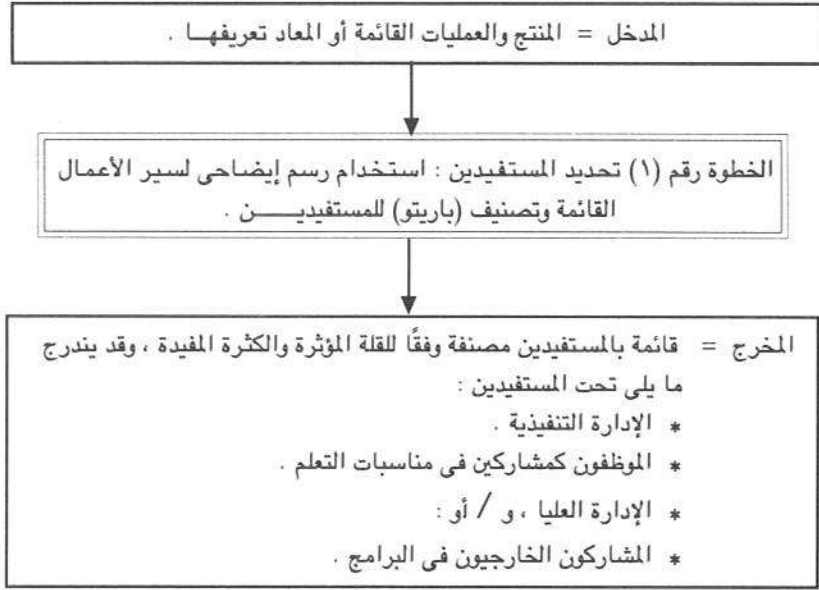 المدخل = المنتج والعمليات القائمة أو المعاد تعريفهـــا .
الخطوة رقم (١) تحديد المستفيدين : استخدام رسم إيضاحى لسير الأعمال
القائمة وتصنيف (باريتو) للمستفيديـــــن .
المخرج = قائمة بالمستفيدين مصنفة وفقًا للقلة المؤثرة والكثرة المفيدة ، وقد يندرج
ما يلى تحت المستفيدين :
* الإدارة التنفيذية .
* الموظفون كمشاركين فى مناسبات التعلم .
* الإدارة العليا ، و / أو :
* المشاركون الخارجيون فى البرامج .